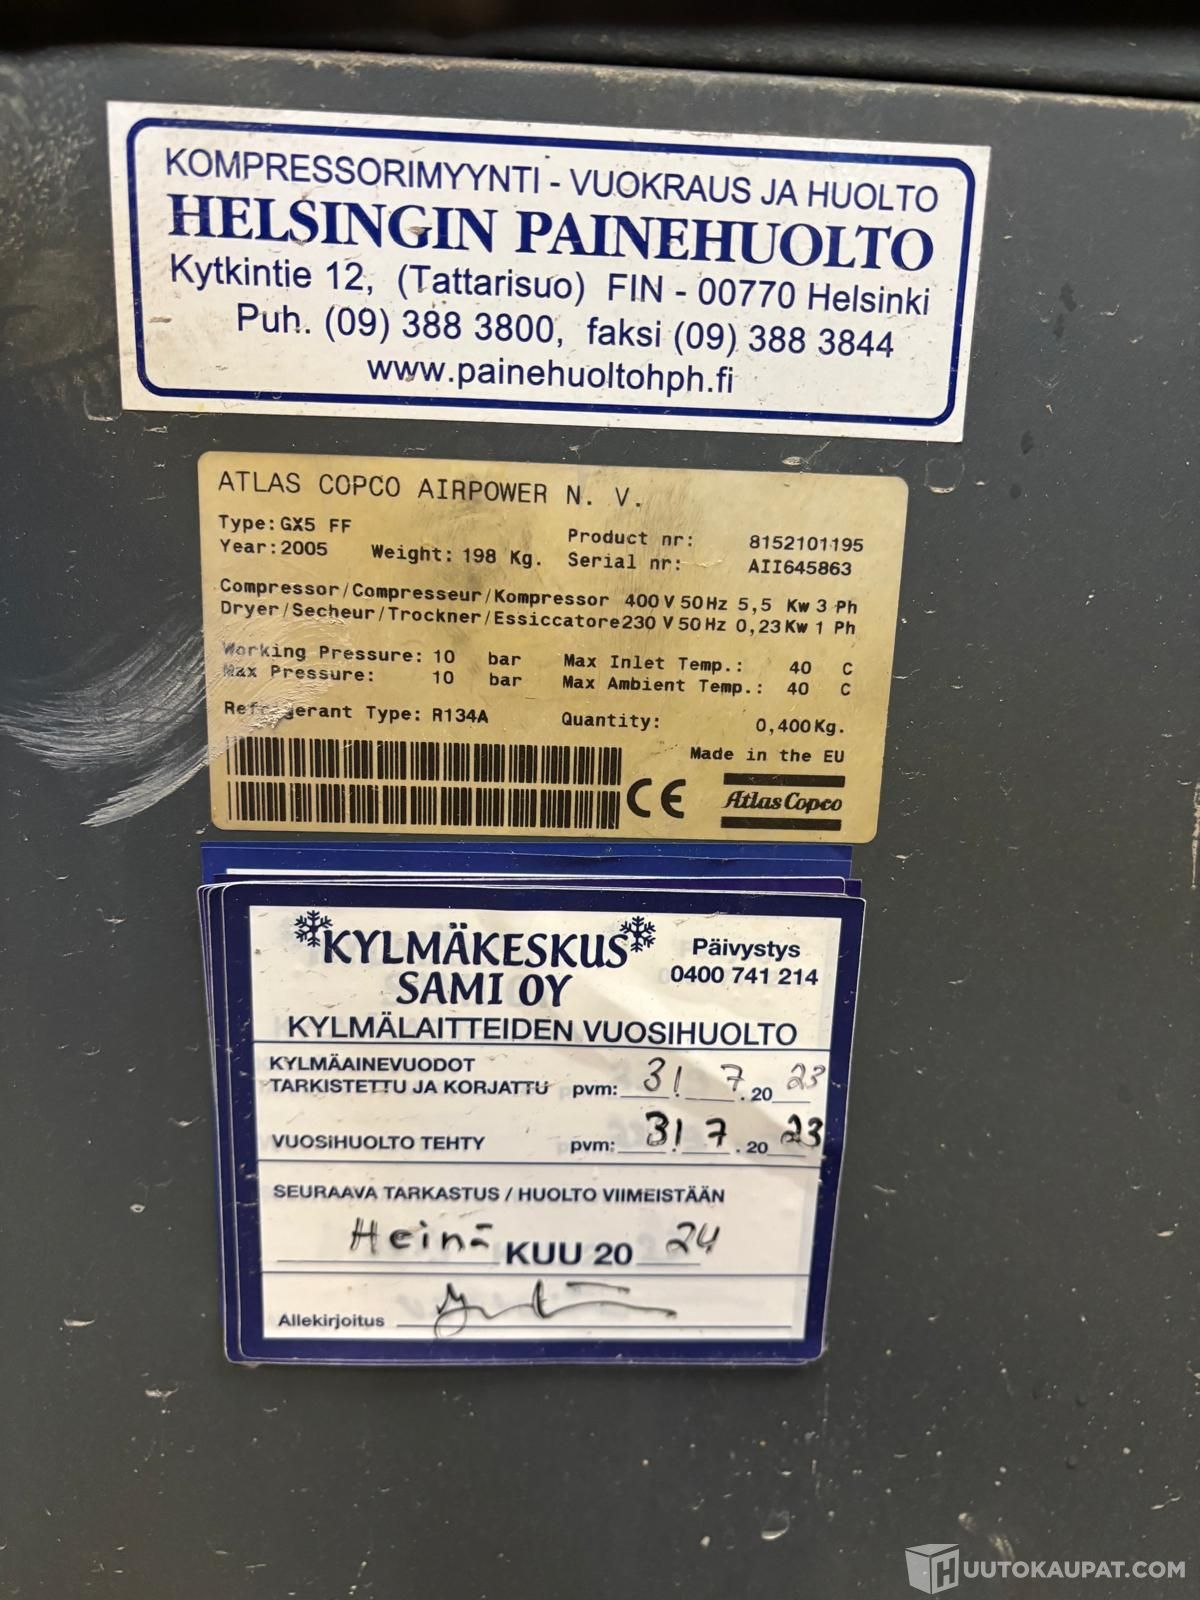 KOMPRESSORIMYYNTI - VUOKRAUS JA HUOLTO
HELSINGIN PAINEHUOLTO
Kytkintie 12, (Tattarisuo) FIN - 00770 Helsinki
Puh. (09) 388 3800, faksi (09) 388 3844
www.painehuoltohph.fi
ATLAS COPCO AIRPOWER N. V.
Type: GX5 FF
Year: 2005 Weight: 198 Kg.
Product nr: 8152101195
Serial nr: AII645863
Compressor/Compresseur/Kompressor 400 V 50 Hz 5,5 Kw 3 Ph
Dryer/Secheur/Trockner/Essiccatore 230 V 50 Hz 0,23 Kw 1 Ph
Working Pressure: 10 bar Max Inlet Temp.: 40 C
Max Pressure: 10 bar Max Ambient Temp.: 40 C
Refrigerant Type: R134A Quantity: 0,400 Kg.
Made in the EU
CE Atlas Copco
KYLMÄKESKUS
SAMI OY
Päivystys
0400 741 214
KYLMÄLAITTEIDEN VUOSIHUOLTO
KYLMÄAINEVUODOT
TARKISTETTU JA KORJATTU pvm: 31. 7. 20 23
VUOSIHUOLTO TEHTY pvm: 31. 7. 20 23
SEURAAVA TARKASTUS / HUOLTO VIIMEISTÄÄN
Heinä KUU 20 24
Allekirjoitus
HUUTOKAUPAT.COM